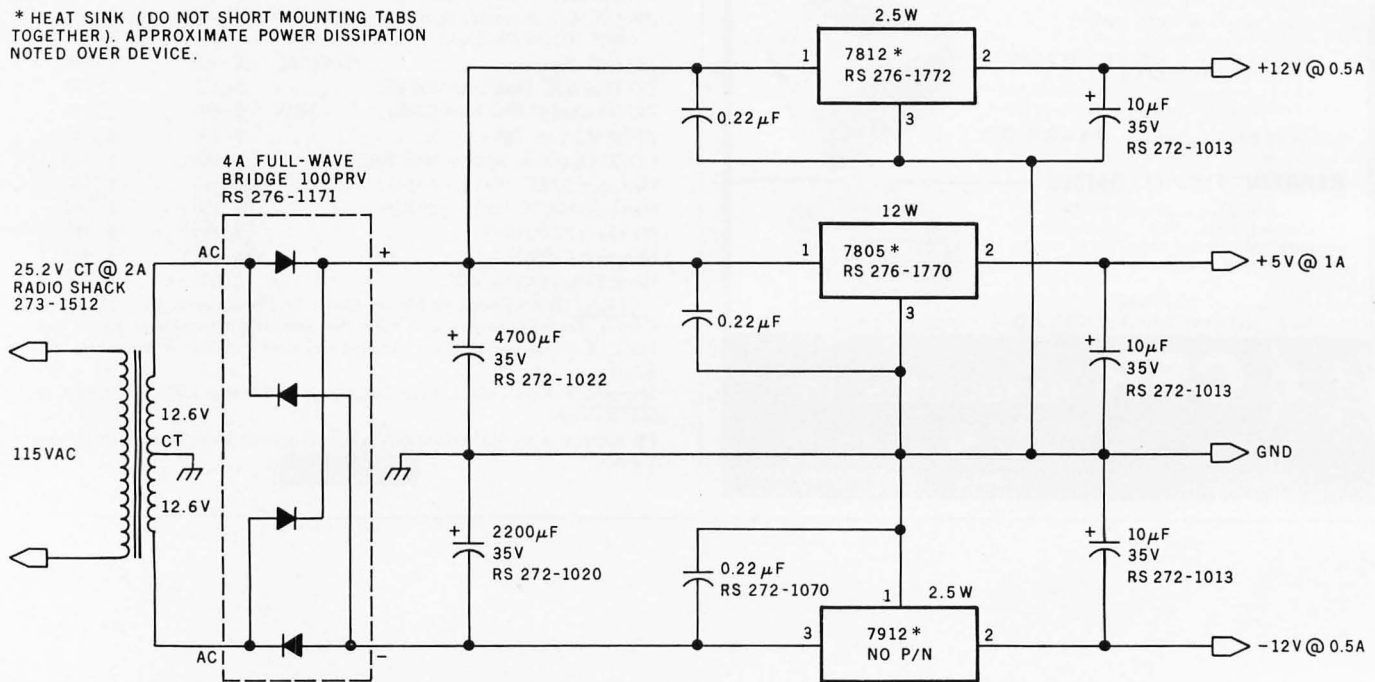 * HEAT SINK (DO NOT SHORT MOUNTING TABS
TOGETHER). APPROXIMATE POWER DISSIPATION
NOTED OVER DEVICE.
2.5W
7812 *
RS 276-1772
1
2
3
+12V @ 0.5A
0.22µF
+
10µF
35V
RS 272-1013
4A FULL-WAVE
BRIDGE 100PRV
RS 276-1171
12W
7805 *
RS 276-1770
1
2
3
+5V @ 1A
AC
+
25.2V CT @ 2A
RADIO SHACK
273-1512
0.22µF
+
4700µF
35V
RS 272-1022
+
10µF
35V
RS 272-1013
12.6V
CT
12.6V
115VAC
GND
+
2200µF
35V
RS 272-1020
0.22µF
RS 272-1070
+
10µF
35V
RS 272-1013
1
2.5W
7912 *
NO P/N
3
2
-12V @ 0.5A
AC
-